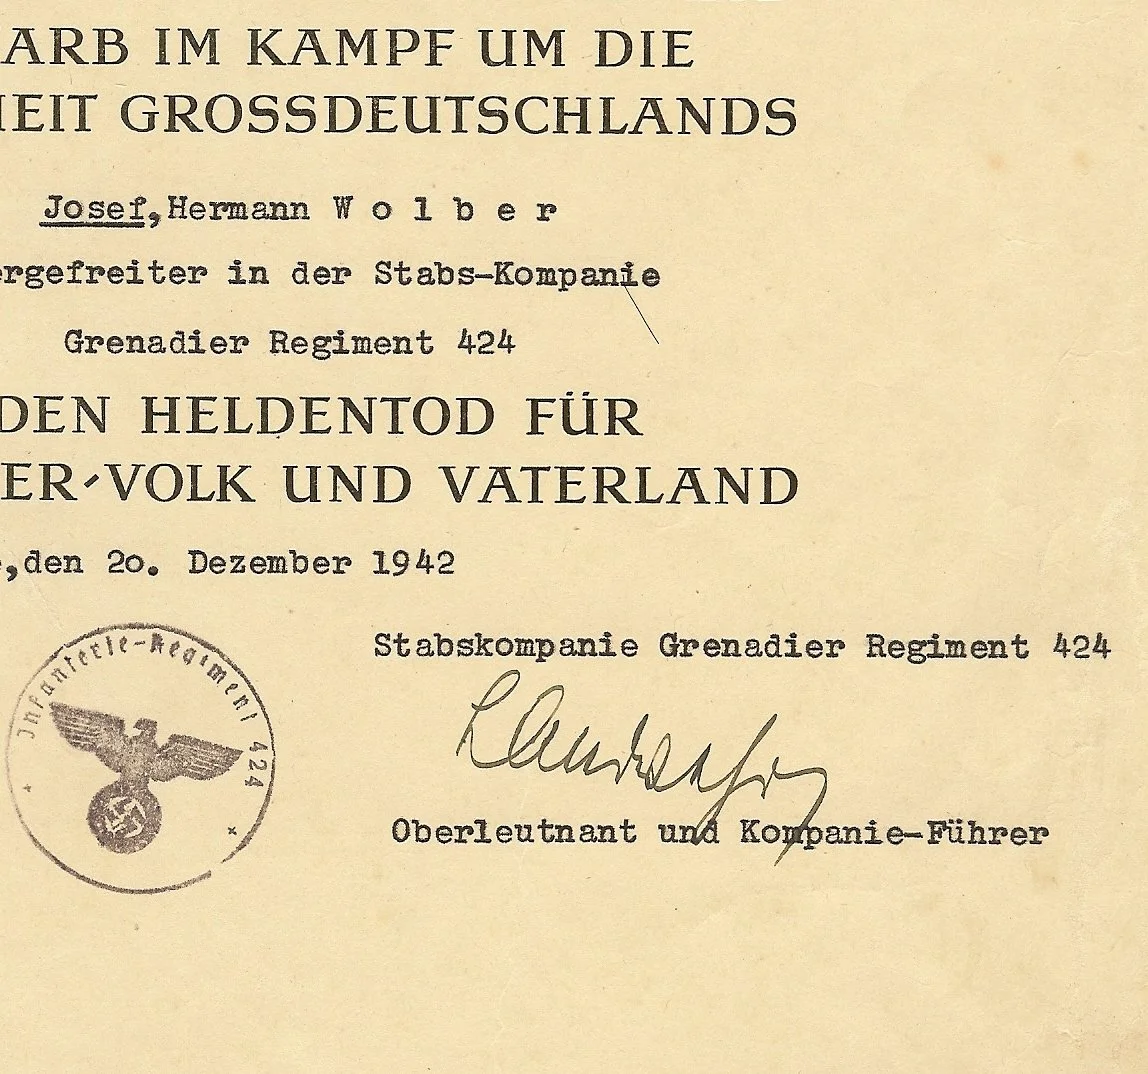 ARB IM KAMPF UM DIE
HEIT GROSSDEUTSCHLANDS
Josef, Hermann W o l b e r
ergefreiter in der Stabs-Kompanie
Grenadier Regiment 424
DEN HELDENTOD FÜR
ER-VOLK UND VATERLAND
,den 20. Dezember 1942
Stabskompanie Grenadier Regiment 424
Infanterie-Regiment 424
Oberleutnant und Kompanie-Führer